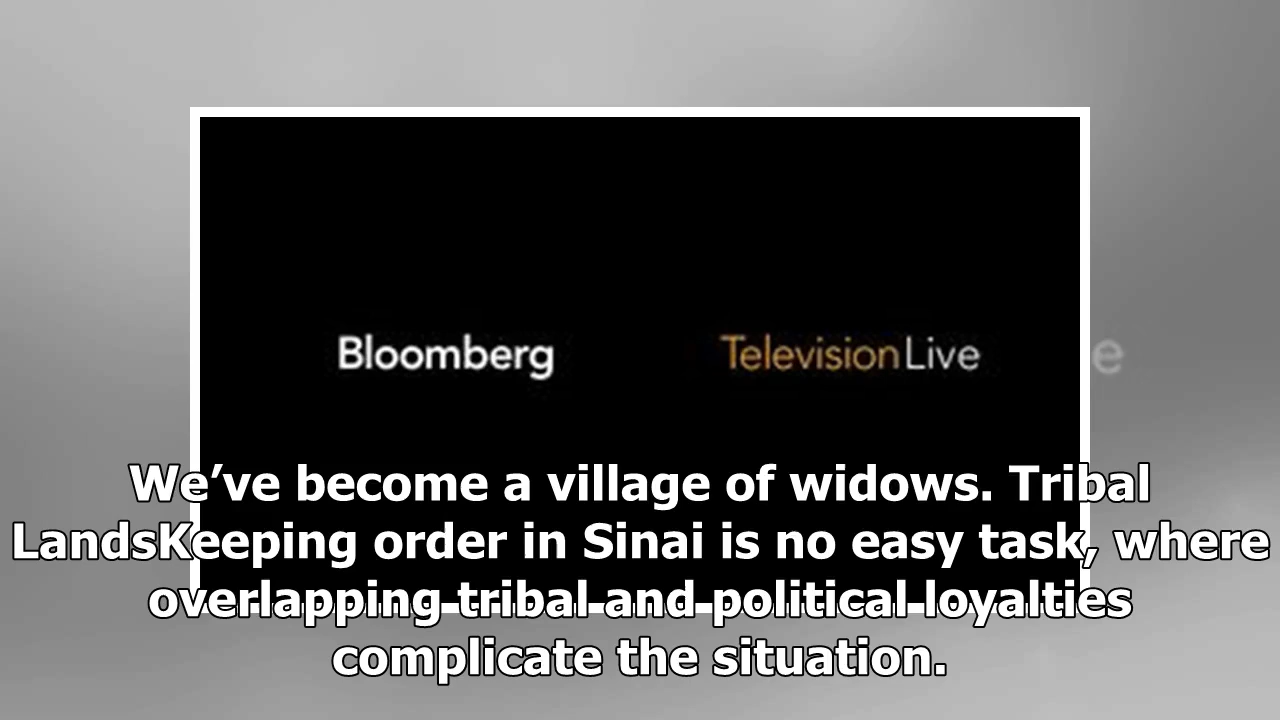 Bloomberg TelevisionLive e
We’ve become a village of widows. Tribal
LandsKeeping order in Sinai is no easy task, where
overlapping tribal and political loyalties
complicate the situation.